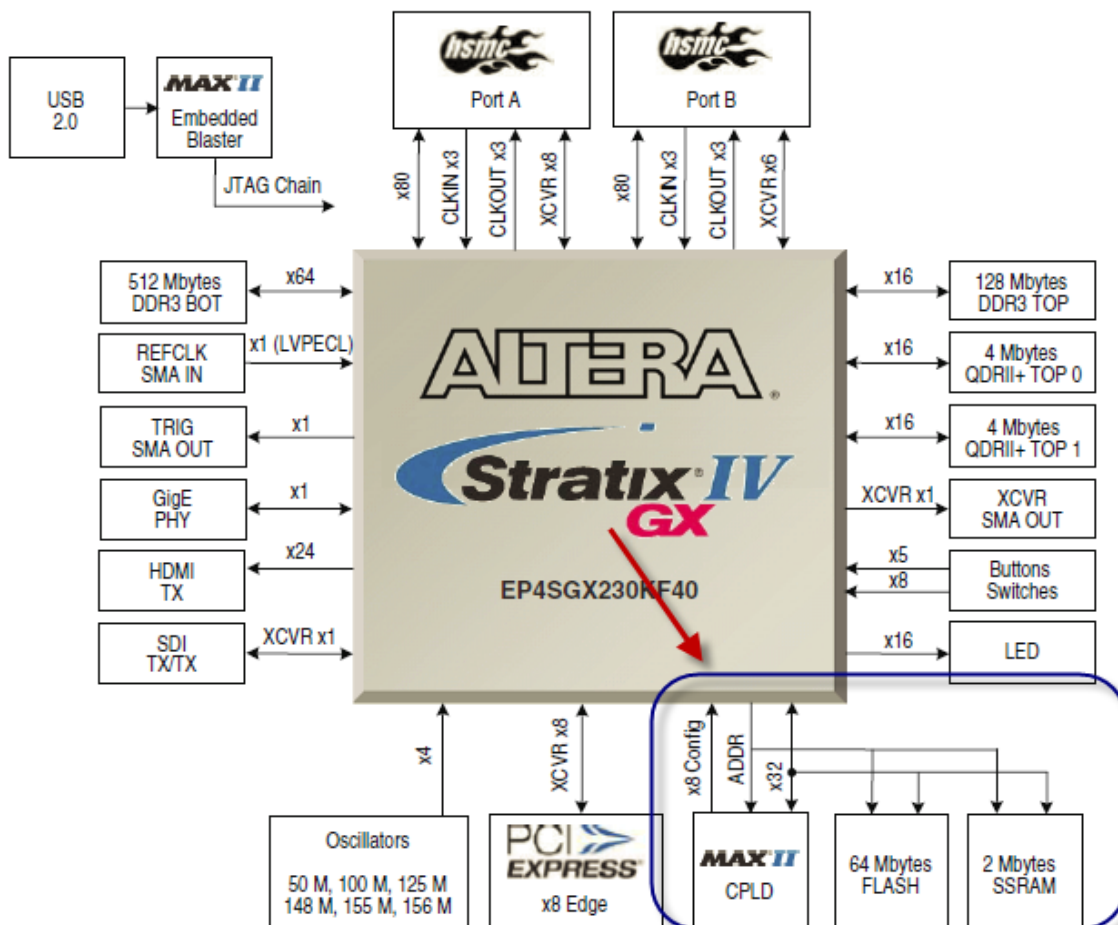 hsmc
Port A
hsmc
Port B
USB
2.0
MAX®II
Embedded
Blaster
JTAG Chain
x80
CLKIN x3
CLKOUT x3
XCVR x8
x80
CLKIN x3
CLKOUT x3
XCVR x6
512 Mbytes
DDR3 BOT
x64
REFCLK
SMA IN
x1 (LVPECL)
TRIG
SMA OUT
x1
GigE
PHY
x1
HDMI
TX
x24
SDI
TX/TX
XCVR x1
ALTERA®
Stratix® IV
GX
EP4SGX230KF40
x16
128 Mbytes
DDR3 TOP
x16
4 Mbytes
QDRII+ TOP 0
x16
4 Mbytes
QDRII+ TOP 1
XCVR x1
XCVR
SMA OUT
x5
x8
Buttons
Switches
x16
LED
x4
XCVR x8
x8 Config
ADDR
x32
Oscillators
50 M, 100 M, 125 M
148 M, 155 M, 156 M
PCI
EXPRESS®
x8 Edge
MAX®II
CPLD
64 Mbytes
FLASH
2 Mbytes
SSRAM